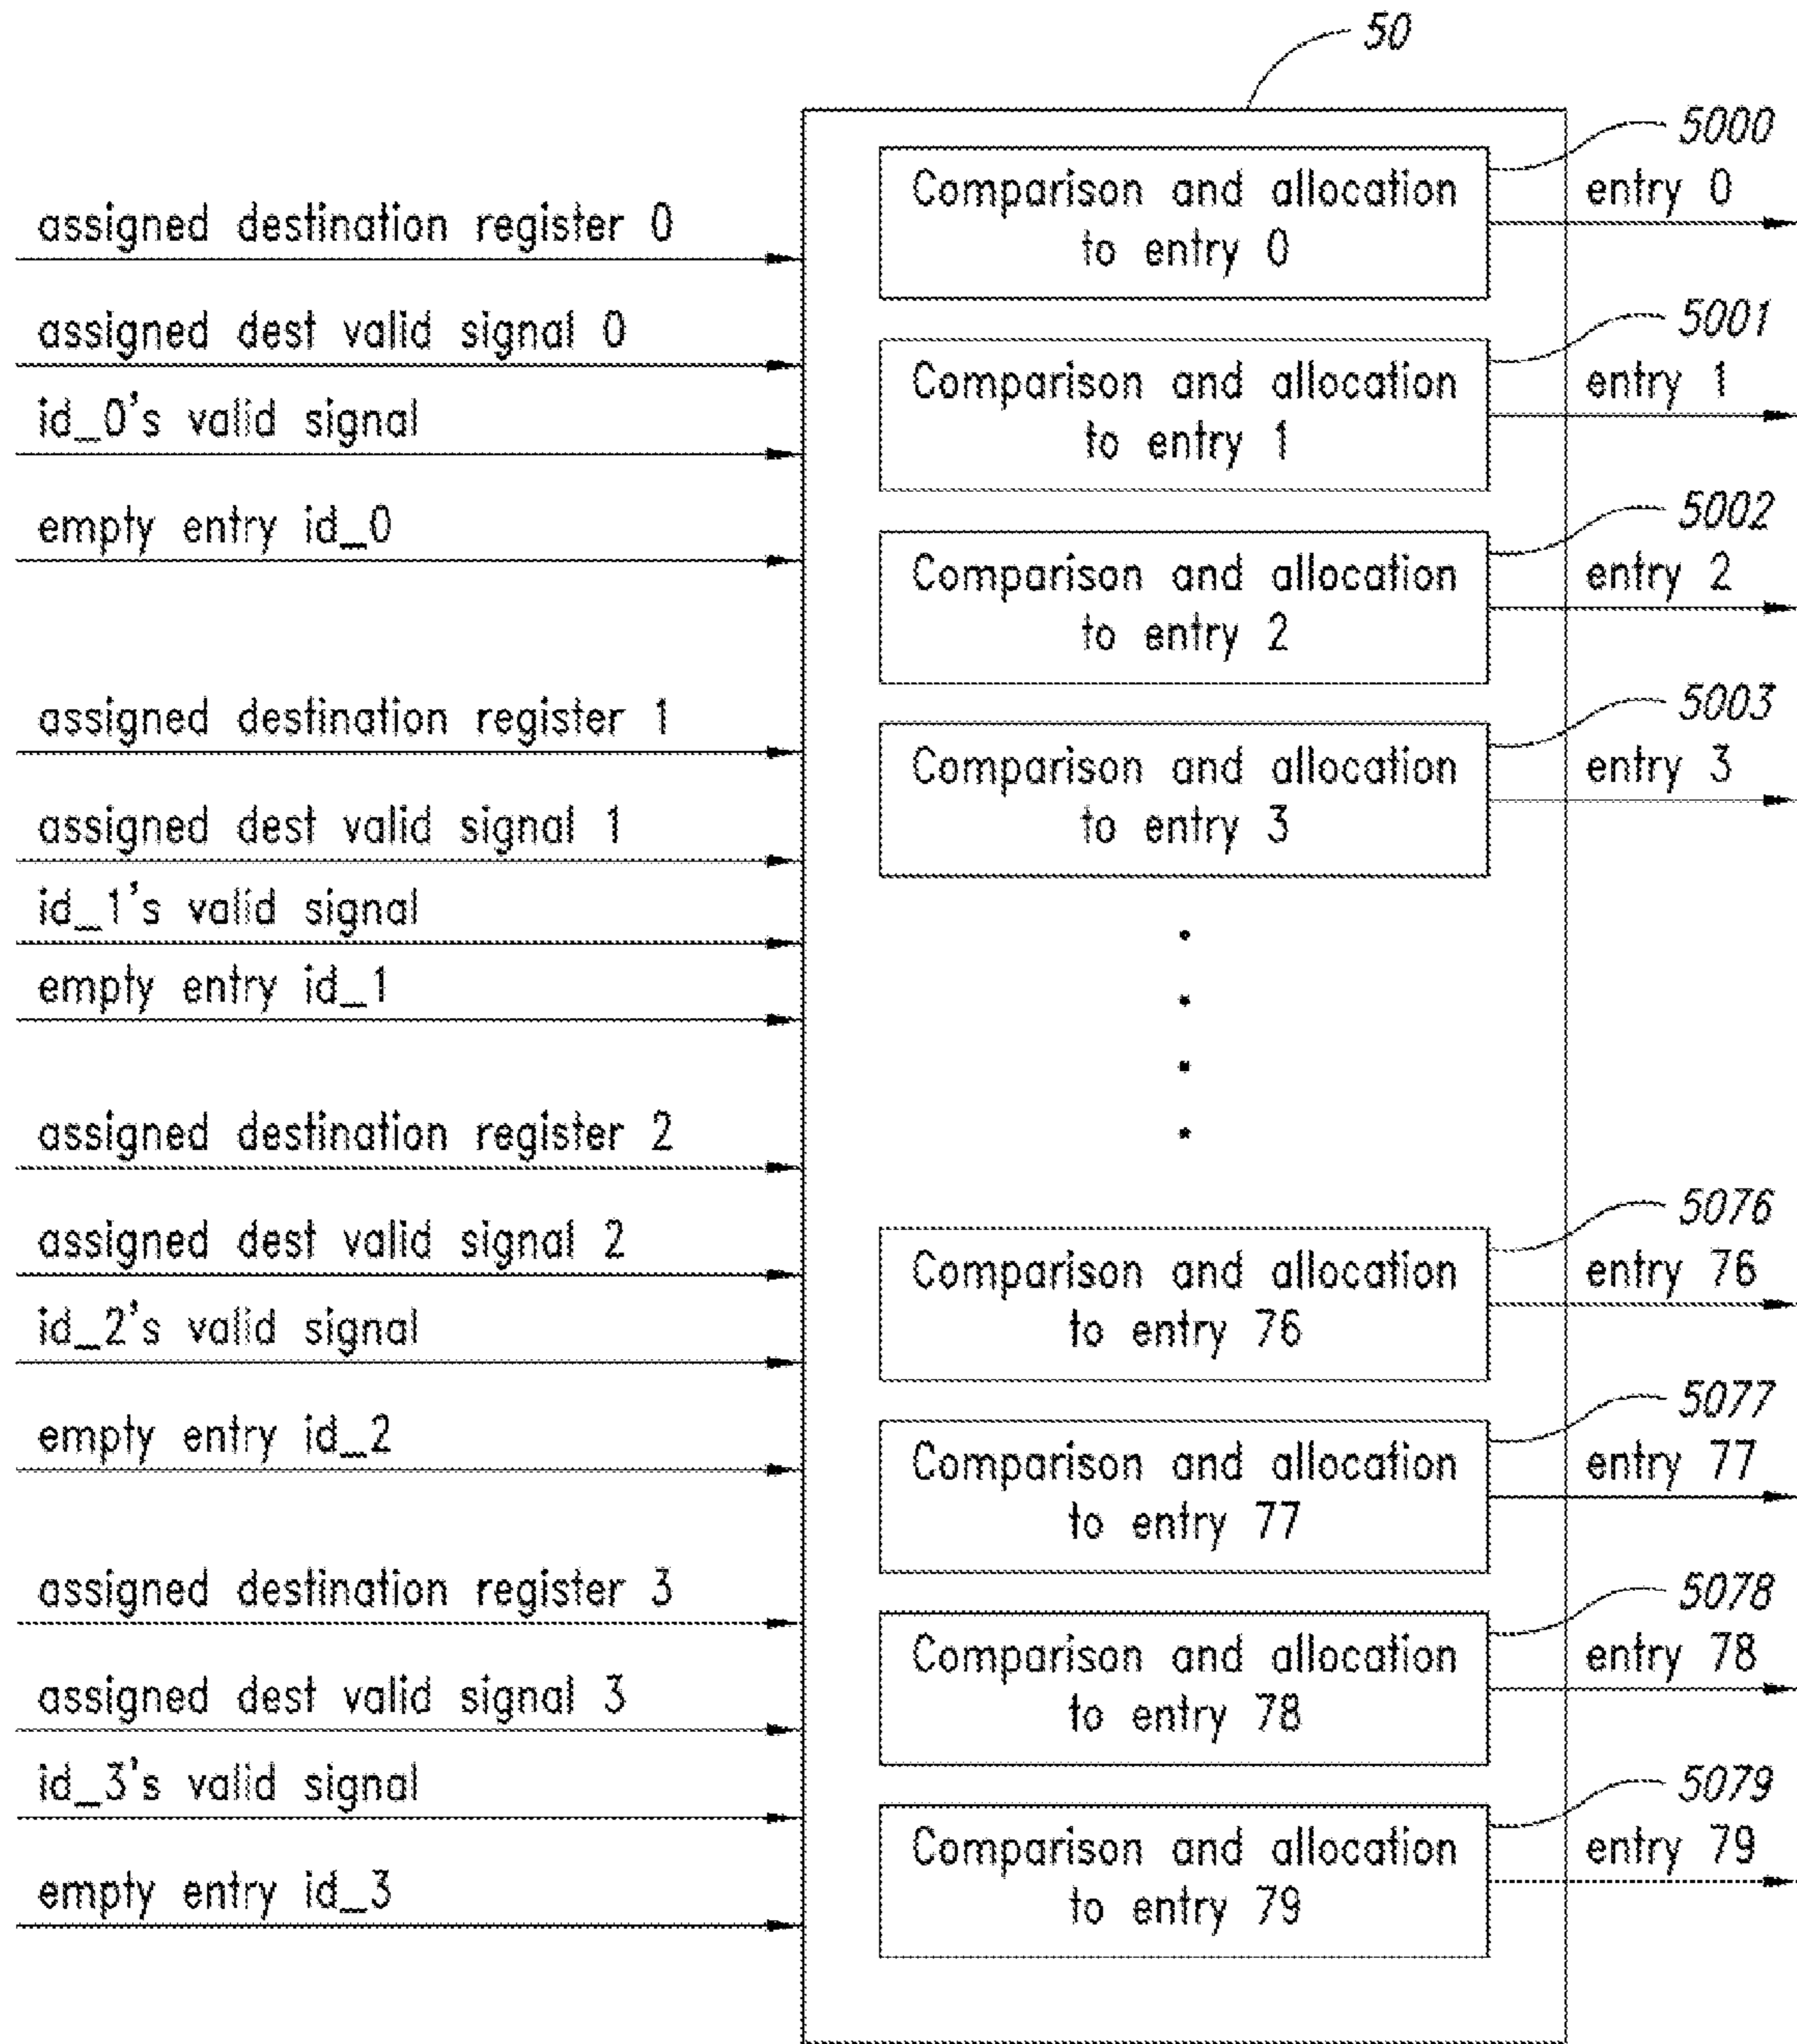 50
assigned destination register 0
assigned dest valid signal 0
id_0's valid signal
empty entry id_0
assigned destination register 1
assigned dest valid signal 1
id_1's valid signal
empty entry id_1
assigned destination register 2
assigned dest valid signal 2
id_2's valid signal
empty entry id_2
assigned destination register 3
assigned dest valid signal 3
id_3's valid signal
empty entry id_3
Comparison and allocation
to entry 0
5000
entry 0
Comparison and allocation
to entry 1
5001
entry 1
Comparison and allocation
to entry 2
5002
entry 2
Comparison and allocation
to entry 3
5003
entry 3
Comparison and allocation
to entry 76
5076
entry 76
Comparison and allocation
to entry 77
5077
entry 77
Comparison and allocation
to entry 78
5078
entry 78
Comparison and allocation
to entry 79
5079
entry 79